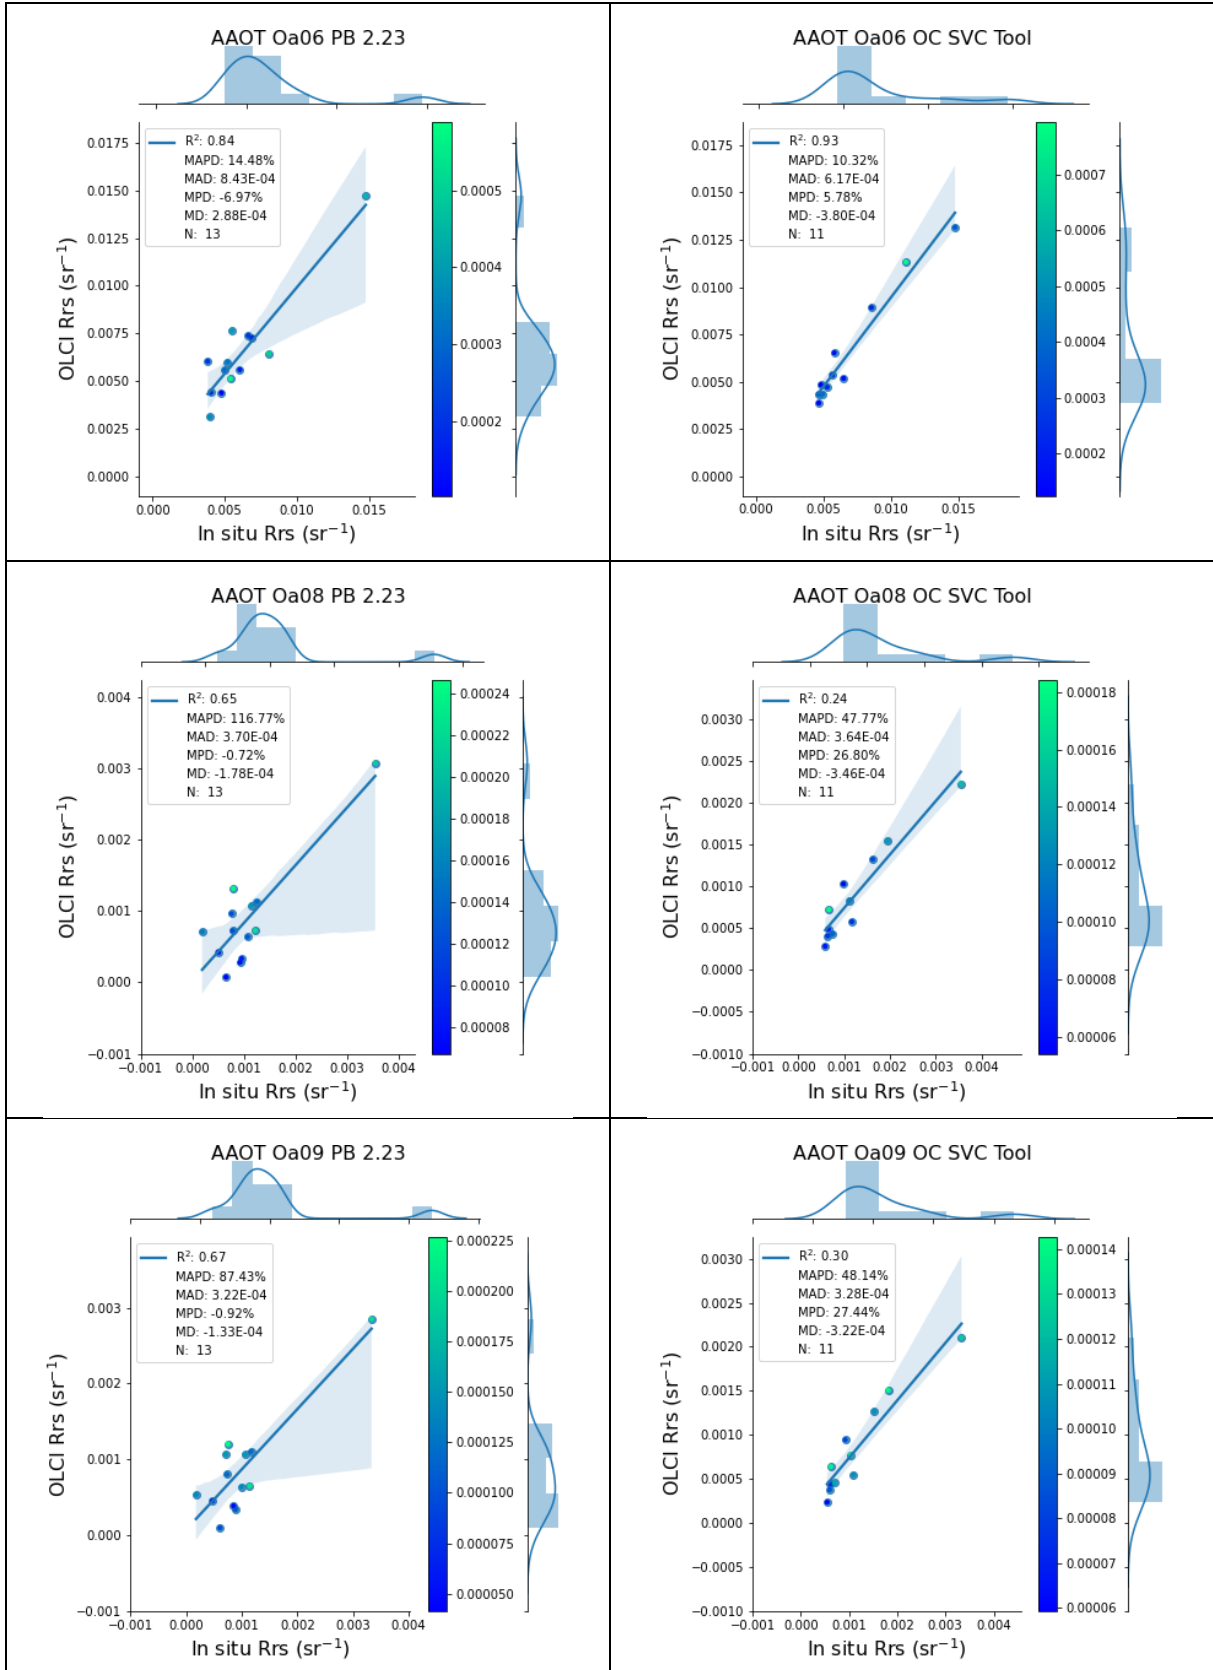 AAOT Oa06 PB 2.23
R²: 0.84
MAPD: 14.48%
MAD: 8.43E-04
MPD: -6.97%
MD: 2.88E-04
N: 13
0.0175
0.0150
0.0125
0.0100
0.0075
0.0050
0.0025
0.0000
OLCI Rrs (sr⁻¹)
0.000 0.005 0.010 0.015
In situ Rrs (sr⁻¹)
0.0005
0.0004
0.0003
0.0002
AAOT Oa06 OC SVC Tool
R²: 0.93
MAPD: 10.32%
MAD: 6.17E-04
MPD: 5.78%
MD: -3.80E-04
N: 11
0.0175
0.0150
0.0125
0.0100
0.0075
0.0050
0.0025
0.0000
OLCI Rrs (sr⁻¹)
0.000 0.005 0.010 0.015
In situ Rrs (sr⁻¹)
0.0007
0.0006
0.0005
0.0004
0.0003
0.0002
AAOT Oa08 PB 2.23
R²: 0.65
MAPD: 116.77%
MAD: 3.70E-04
MPD: -0.72%
MD: -1.78E-04
N: 13
0.004
0.003
0.002
0.001
0.000
−0.001
OLCI Rrs (sr⁻¹)
−0.001 0.000 0.001 0.002 0.003 0.004
In situ Rrs (sr⁻¹)
0.00024
0.00022
0.00020
0.00018
0.00016
0.00014
0.00012
0.00010
0.00008
AAOT Oa08 OC SVC Tool
R²: 0.24
MAPD: 47.77%
MAD: 3.64E-04
MPD: 26.80%
MD: -3.46E-04
N: 11
0.0030
0.0025
0.0020
0.0015
0.0010
0.0005
0.0000
−0.0005
−0.0010
OLCI Rrs (sr⁻¹)
−0.001 0.000 0.001 0.002 0.003 0.004
In situ Rrs (sr⁻¹)
0.00018
0.00016
0.00014
0.00012
0.00010
0.00008
0.00006
AAOT Oa09 PB 2.23
R²: 0.67
MAPD: 87.43%
MAD: 3.22E-04
MPD: -0.92%
MD: -1.33E-04
N: 13
0.003
0.002
0.001
0.000
−0.001
OLCI Rrs (sr⁻¹)
−0.001 0.000 0.001 0.002 0.003 0.004
In situ Rrs (sr⁻¹)
0.000225
0.000200
0.000175
0.000150
0.000125
0.000100
0.000075
0.000050
AAOT Oa09 OC SVC Tool
R²: 0.30
MAPD: 48.14%
MAD: 3.28E-04
MPD: 27.44%
MD: -3.22E-04
N: 11
0.0030
0.0025
0.0020
0.0015
0.0010
0.0005
0.0000
−0.0005
−0.0010
OLCI Rrs (sr⁻¹)
−0.001 0.000 0.001 0.002 0.003 0.004
In situ Rrs (sr⁻¹)
0.00014
0.00013
0.00012
0.00011
0.00010
0.00009
0.00008
0.00007
0.00006